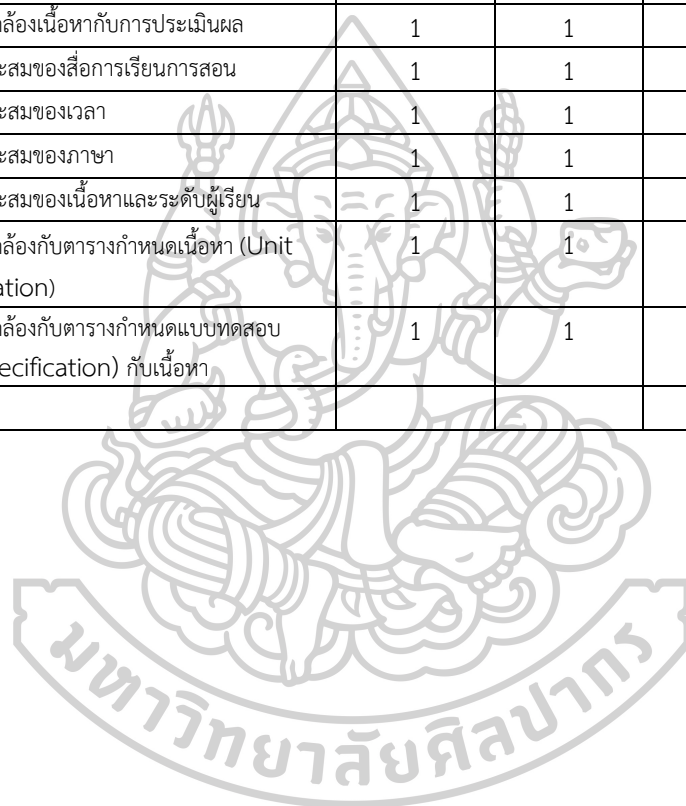 ล้องเนื้อหากับการประเมินผล 1 1
ะสมของสื่อการเรียนการสอน 1 1
ะสมของเวลา 1 1
ะสมของภาษา 1 1
ะสมของเนื้อหาและระดับผู้เรียน 1 1
ล้องกับตารางกำหนดเนื้อหา (Unit 1 1
ation)
ล้องกับตารางกำหนดแบบทดสอบ 1 1
ecification) กับเนื้อหา
มหาวิทยาลัยศิลปากร